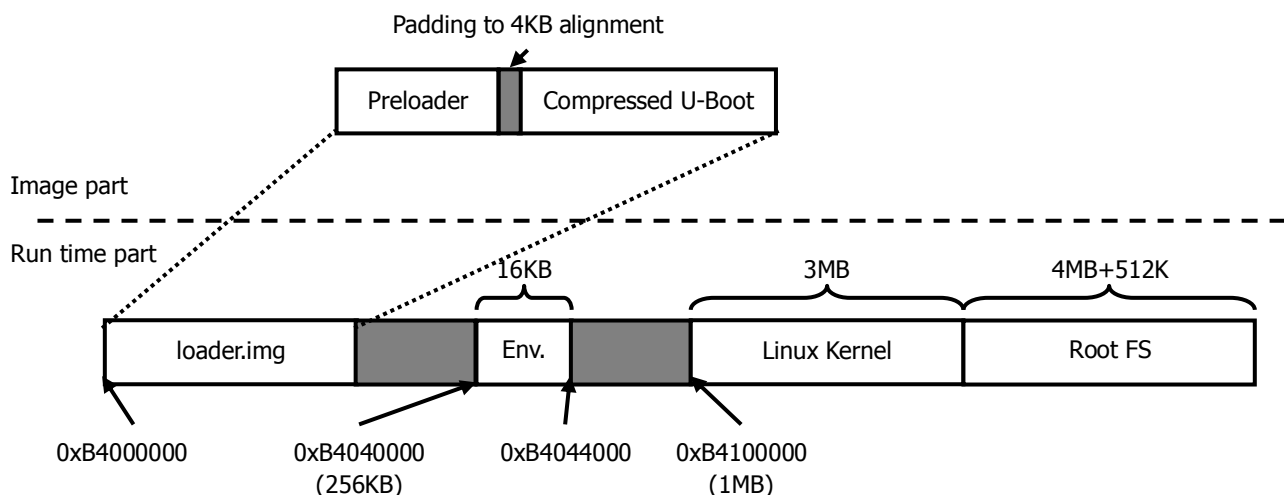 Padding to 4KB alignment
Preloader
Compressed U-Boot
Image part
Run time part
16KB
3MB
4MB+512K
loader.img
Env.
Linux Kernel
Root FS
0xB4000000
0xB4040000
(256KB)
0xB4044000
0xB4100000
(1MB)